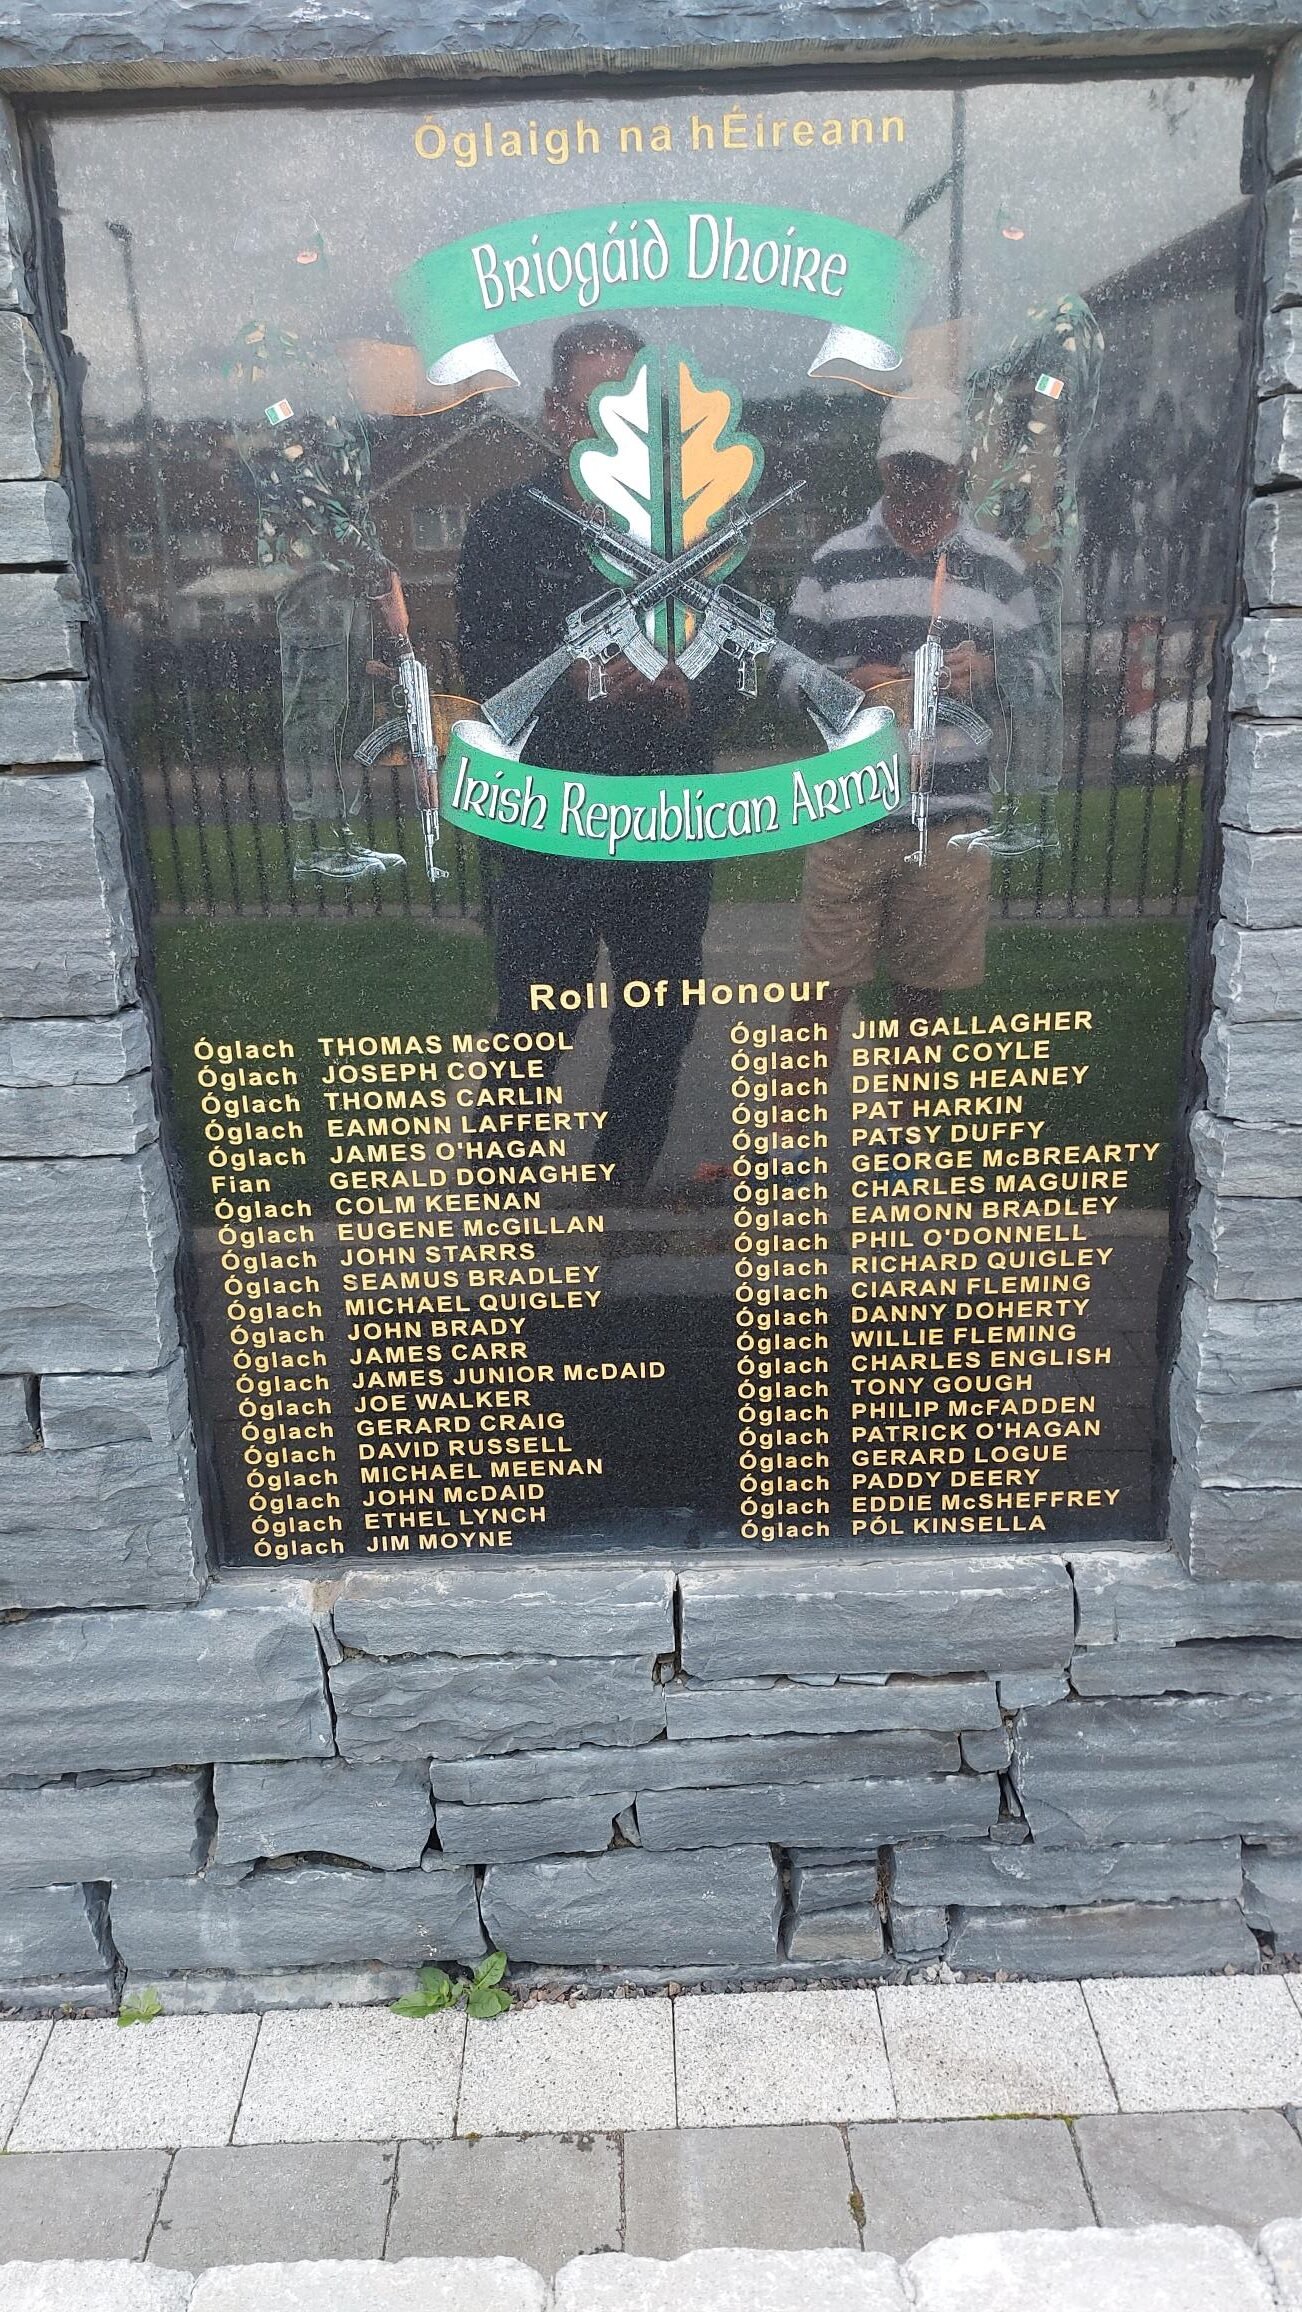 Óglaigh na hÉireann
Briogáid Dhoire
Irish Republican Army
Roll Of Honour
Óglach THOMAS McCOOL
Óglach JOSEPH COYLE
Óglach THOMAS CARLIN
Óglach EAMONN LAFFERTY
Óglach JAMES O'HAGAN
Fian GERALD DONAGHEY
Óglach COLM KEENAN
Óglach EUGENE McGILLAN
Óglach JOHN STARRS
Óglach SEAMUS BRADLEY
Óglach MICHAEL QUIGLEY
Óglach JOHN BRADY
Óglach JAMES CARR
Óglach JAMES JUNIOR McDAID
Óglach JOE WALKER
Óglach GERARD CRAIG
Óglach DAVID RUSSELL
Óglach MICHAEL MEENAN
Óglach JOHN McDAID
Óglach ETHEL LYNCH
Óglach JIM MOYNE
Óglach JIM GALLAGHER
Óglach BRIAN COYLE
Óglach DENNIS HEANEY
Óglach PAT HARKIN
Óglach PATSY DUFFY
Óglach GEORGE McBREARTY
Óglach CHARLES MAGUIRE
Óglach EAMONN BRADLEY
Óglach PHIL O'DONNELL
Óglach RICHARD QUIGLEY
Óglach CIARAN FLEMING
Óglach DANNY DOHERTY
Óglach WILLIE FLEMING
Óglach CHARLES ENGLISH
Óglach TONY GOUGH
Óglach PHILIP McFADDEN
Óglach PATRICK O'HAGAN
Óglach GERARD LOGUE
Óglach PADDY DEERY
Óglach EDDIE McSHEFFREY
Óglach PÓL KINSELLA